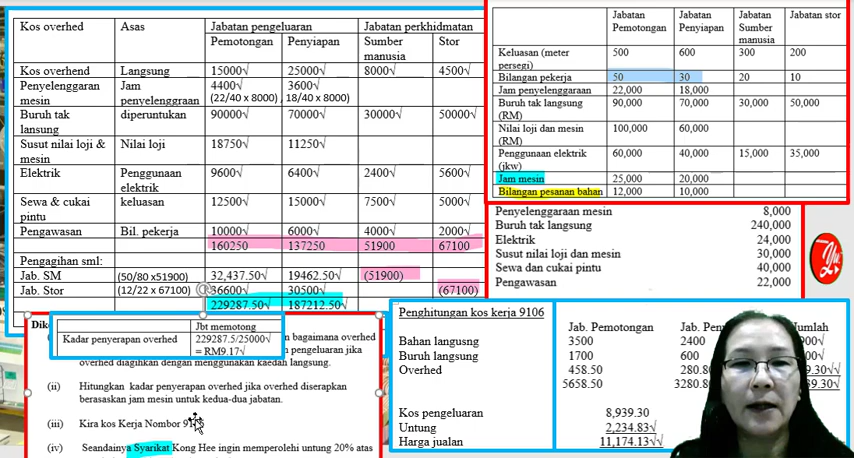 Kos overhed Asas Jabatan pengeluaran Jabatan perkhidmatan
Pemotongan Penyiapan Sumber manusia Stor
Kos overhend Langsung 15000√ 25000√ 8000√ 4500√
Penyelenggaran mesin Jam penyelenggraan 4400√ 3600√
(22/40 x 8000) , 18/40 x 8000)
Buruh tak lansung diperuntukan 90000√ 70000√ 30000√ 50000√
Susut nilai loji & mesin Nilai loji 18750√ 11250√
Elektrik Penggunaan elektrik 9600√ 6400√ 2400√ 5600√
Sewa & cukai pintu keluasan 12500√ 15000√ 7500√ 5000√
Pengawasan Bil. pekerja 10000√ 6000√ 4000√ 2000√
160250 137250 51900 67100
Pengagihan sml:
Jab. SM (50/80 x51900) 32,437.50√ 19462.50√ (51900)
Jab. Stor (12/22 x 67100) 36600√ 30500√ (67100)
229287.50√ 187212.50√
Jabatan Pemotongan Jabatan Penyiapan Jabatan Sumber manusia Jabatan stor
Keluasan (meter persegi) 500 600 300 200
Bilangan pekerja 50 30 20 10
Jam penyelenggaraan 22,000 18,000
Buruh tak langsung (RM) 90,000 70,000 30,000 50,000
Nilai loji dan mesin (RM) 100,000 60,000
Penggunaan elektrik (jkw) 60,000 40,000 15,000 35,000
Jam mesin 25,000 20,000
Bilangan pesanan bahan 12,000 10,000
Penyelenggaraan mesin 8,000
Buruh tak langsung 240,000
Elektrik 24,000
Susut nilai loji dan mesin 30,000
Sewa dan cukai pintu 40,000
Pengawasan 22,000
Jbt memotong
Kadar penyerapan overhed 229287.5/25000√
= RM9.17√
n bagaimana overhed
n pengeluaran jika
overhed diagihkan dengan menggunakan kaedah langsung.
(ii) Hitungkan kadar penyerapan overhed jika overhed diserapkan
berasaskan jam mesin untuk kedua-dua jabatan.
(iii) Kira kos Kerja Nombor
(iv) Seandainya Syarikat Kong Hee ingin memperolehi untung 20% atas
Penghitungan kos kerja 9106
Jab. Pemotongan Jab. Jumlah
Bahan langusng 3500 2400
Buruh langsung 1700 600
Overhed 458.50
5658.50
Kos pengeluaran 8,939.30
Untung 2,234.83√
Harga jualan 11,174.13√√